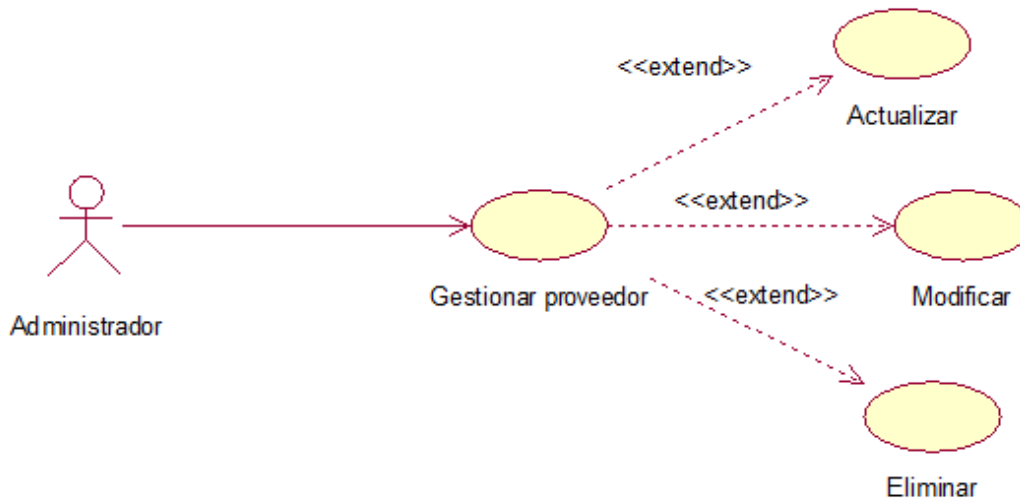 <<extend>>
Actualizar
<<extend>>
Gestionar proveedor
<<extend>>
Modificar
Administrador
Eliminar